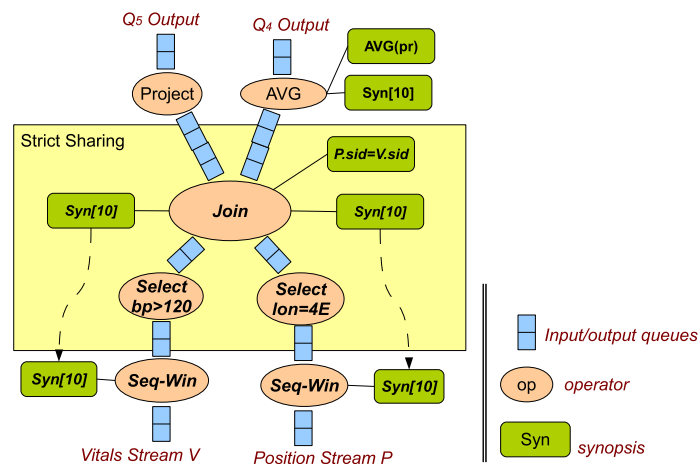 Q5 Output
Q4 Output
AVG(pr)
Project
AVG
Syn[10]
Strict Sharing
P.sid=V.sid
Syn[10]
Join
Syn[10]
Select
bp>120
Select
lon=4E
Input/output queues
Syn[10]
Seq-Win
Seq-Win
Syn[10]
op
operator
Syn
synopsis
Vitals Stream V
Position Stream P